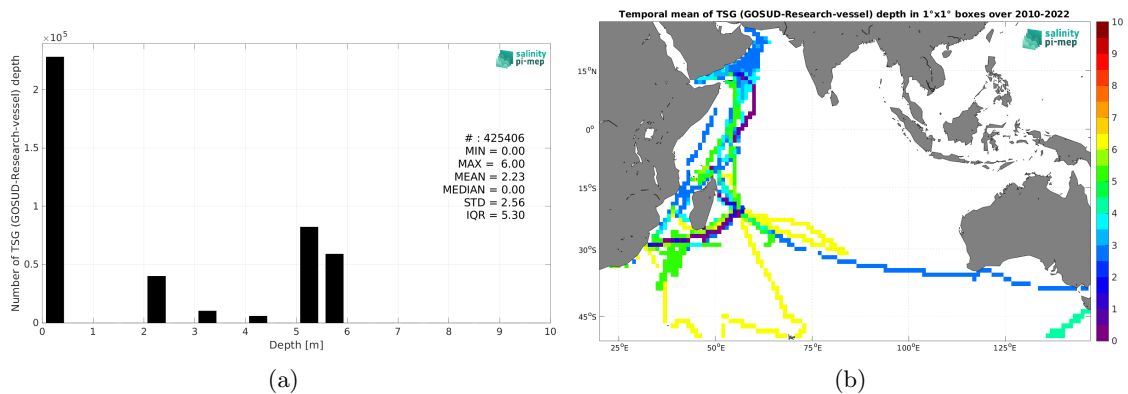 Temporal mean of TSG (GOSUD-Research-vessel) depth in 1°x1° boxes over 2010-2022
×10⁵
salinity
pi-mep
Number of TSG (GOSUD-Research-vessel) depth
2
1.5
1
0.5
0
# : 425406
MIN = 0.00
MAX = 6.00
MEAN = 2.23
MEDIAN = 0.00
STD = 2.56
IQR = 5.30
0 1 2 3 4 5 6 7 8 9 10
Depth [m]
(a)
salinity
pi-mep
15°N
0°
15°S
30°S
45°S
25°E 50°E 75°E 100°E 125°E
10
9
8
7
6
5
4
3
2
1
0
(b)